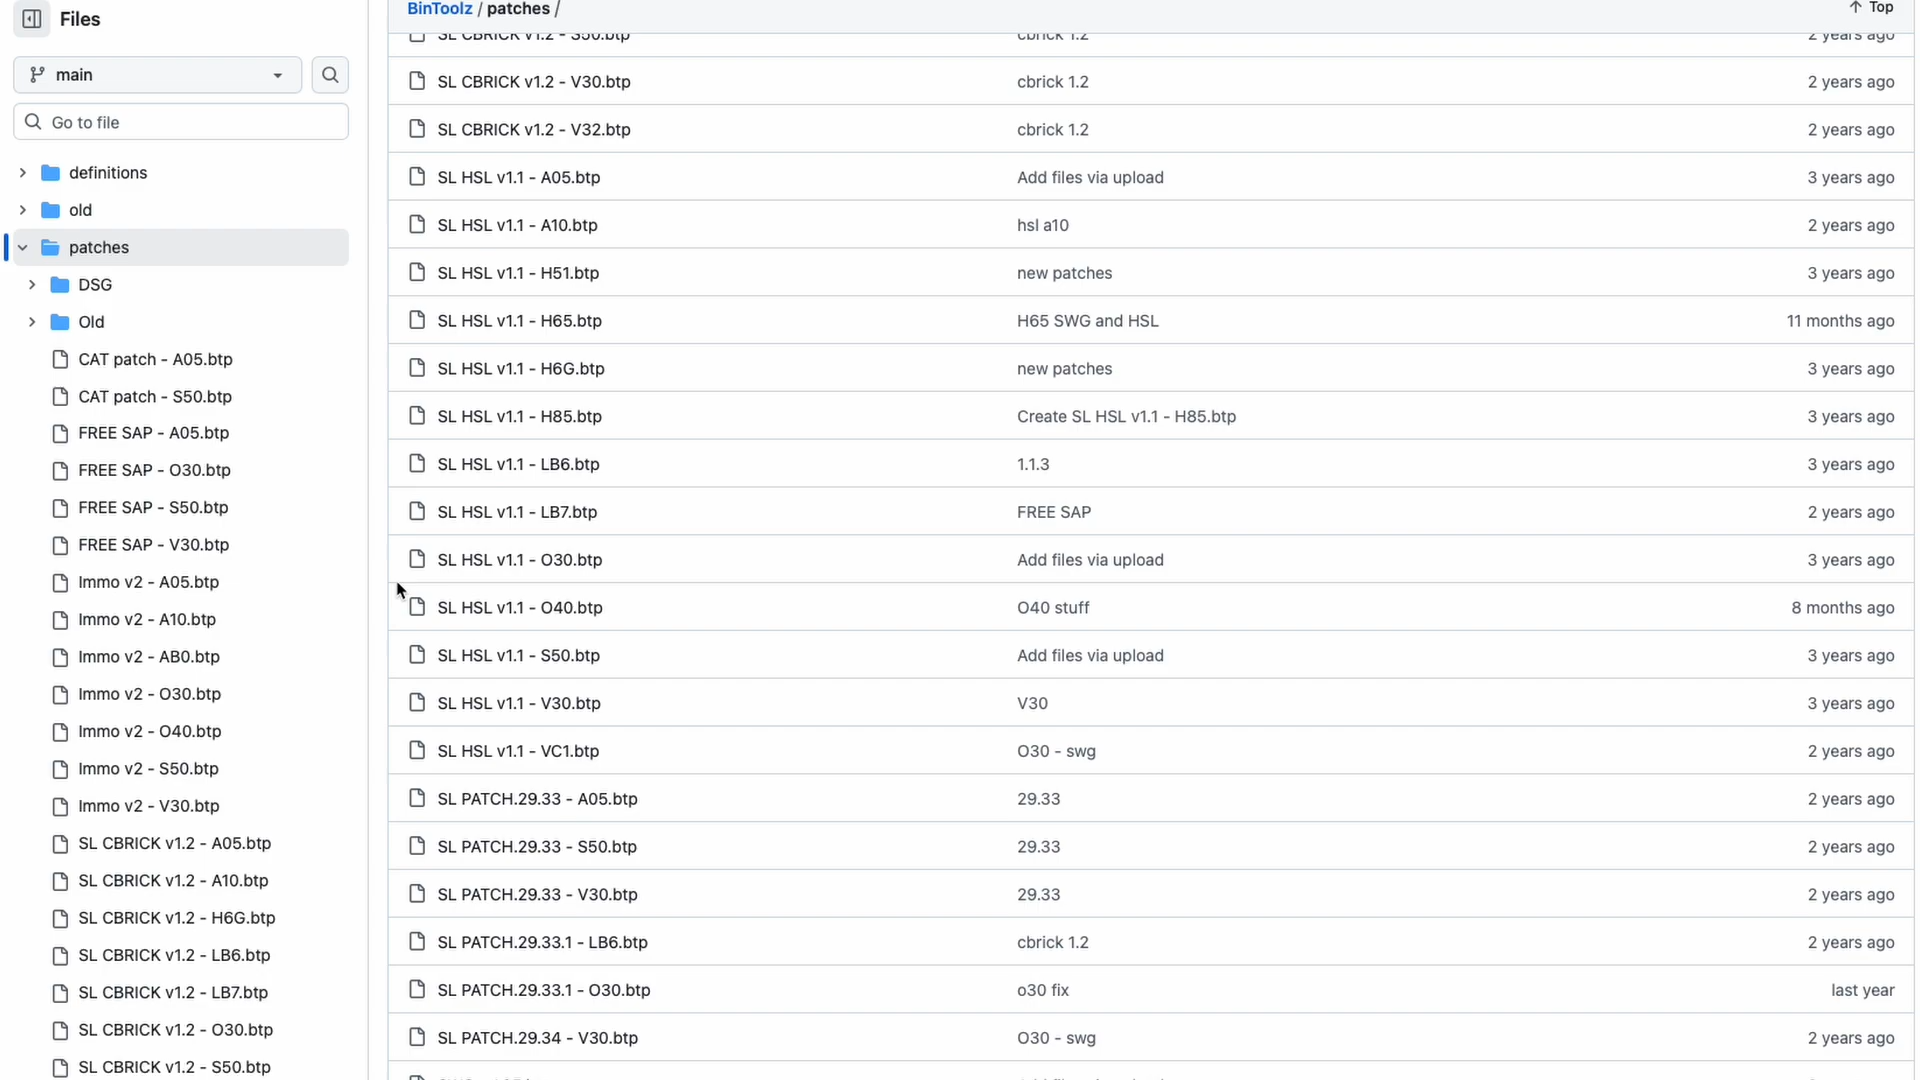 Files
main
Go to file
definitions
old
patches
DSG
Old
CAT patch - A05.btp
CAT patch - S50.btp
FREE SAP - A05.btp
FREE SAP - O30.btp
FREE SAP - S50.btp
FREE SAP - V30.btp
Immo v2 - A05.btp
Immo v2 - A10.btp
Immo v2 - AB0.btp
Immo v2 - O30.btp
Immo v2 - O40.btp
Immo v2 - S50.btp
Immo v2 - V30.btp
SL CBRICK v1.2 - A05.btp
SL CBRICK v1.2 - A10.btp
SL CBRICK v1.2 - H6G.btp
SL CBRICK v1.2 - LB6.btp
SL CBRICK v1.2 - LB7.btp
SL CBRICK v1.2 - O30.btp
SL CBRICK v1.2 - S50.btp
BinToolz / patches / Top
SL CBRICK v1.2 - S50.btp cbrick 1.2 2 years ago
SL CBRICK v1.2 - V30.btp cbrick 1.2 2 years ago
SL CBRICK v1.2 - V32.btp cbrick 1.2 2 years ago
SL HSL v1.1 - A05.btp Add files via upload 3 years ago
SL HSL v1.1 - A10.btp hsl a10 2 years ago
SL HSL v1.1 - H51.btp new patches 3 years ago
SL HSL v1.1 - H65.btp H65 SWG and HSL 11 months ago
SL HSL v1.1 - H6G.btp new patches 3 years ago
SL HSL v1.1 - H85.btp Create SL HSL v1.1 - H85.btp 3 years ago
SL HSL v1.1 - LB6.btp 1.1.3 3 years ago
SL HSL v1.1 - LB7.btp FREE SAP 2 years ago
SL HSL v1.1 - O30.btp Add files via upload 3 years ago
SL HSL v1.1 - O40.btp O40 stuff 8 months ago
SL HSL v1.1 - S50.btp Add files via upload 3 years ago
SL HSL v1.1 - V30.btp V30 3 years ago
SL HSL v1.1 - VC1.btp O30 - swg 2 years ago
SL PATCH.29.33 - A05.btp 29.33 2 years ago
SL PATCH.29.33 - S50.btp 29.33 2 years ago
SL PATCH.29.33 - V30.btp 29.33 2 years ago
SL PATCH.29.33.1 - LB6.btp cbrick 1.2 2 years ago
SL PATCH.29.33.1 - O30.btp o30 fix last year
SL PATCH.29.34 - V30.btp O30 - swg 2 years ago